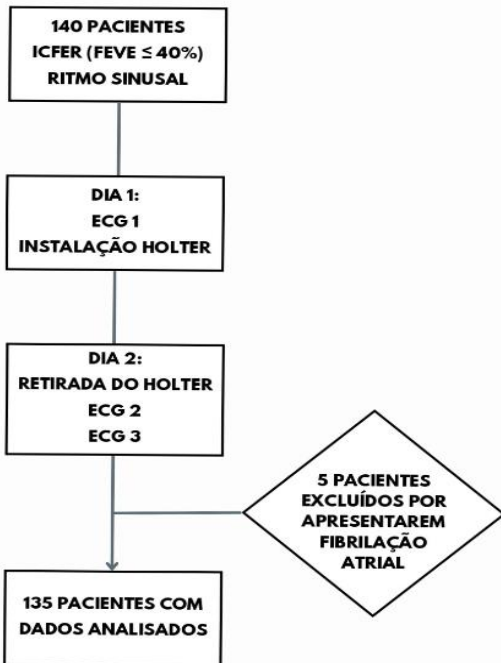 140 PACIENTES
ICFER (FEVE ≤ 40%)
RITMO SINUSAL
DIA 1:
ECG 1
INSTALAÇÃO HOLTER
DIA 2:
RETIRADA DO HOLTER
ECG 2
ECG 3
5 PACIENTES
EXCLUÍDOS POR
APRESENTAREM
FIBRILAÇÃO
ATRIAL
135 PACIENTES COM
DADOS ANALISADOS